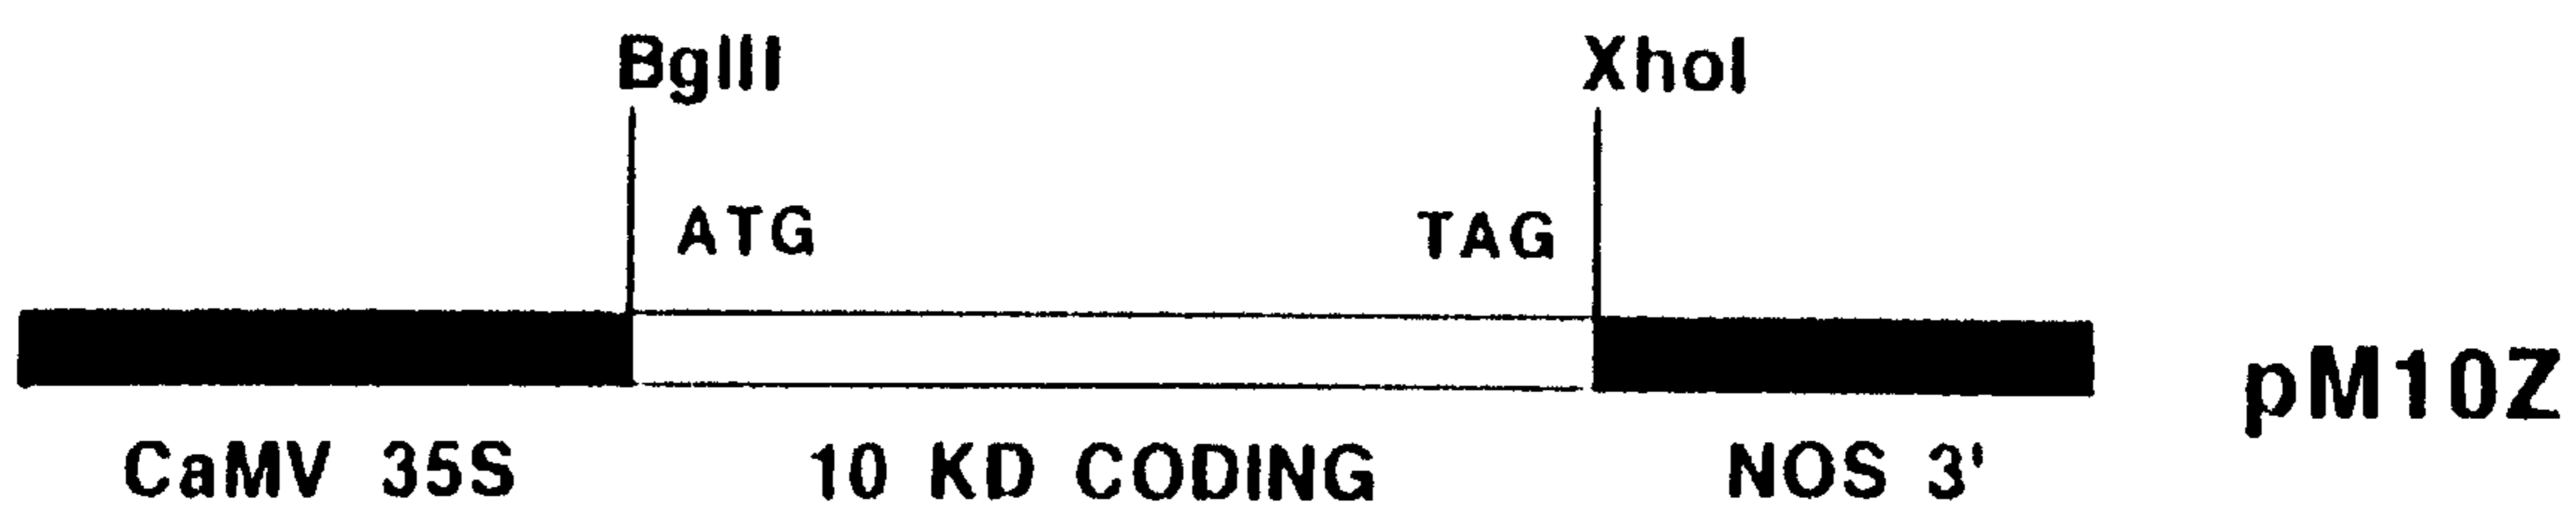 BglII XhoI
ATG TAG
pM10Z
CaMV 35S 10 KD CODING NOS 3'